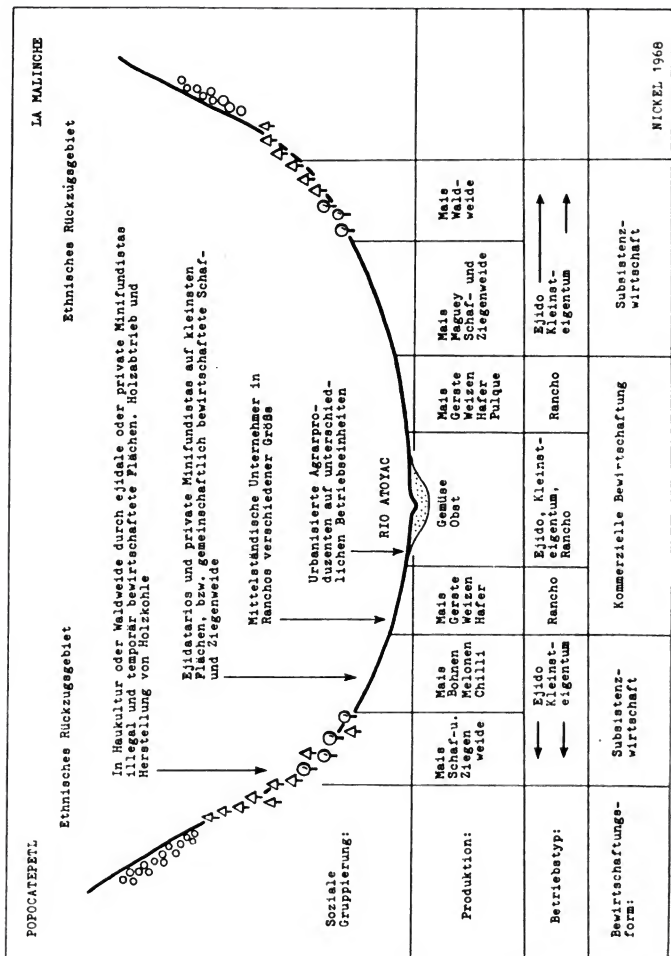 POPOCATEPETL
LA MALINCHE
Ethnisches Rückzugsgebiet
Ethnisches Rückzugsgebiet
In Haukultur oder Waldweide durch ejidale oder private Minifundistas
illegal und temporär bewirtschaftete Flächen. Holzabtrieb und
Herstellung von Holzkohle
Ejidatarios und private Minifundistas auf kleinsten
Flächen, bzw. gemeinschaftlich bewirtschaftete Schaf-
und Ziegenweide
Mittelständische Unternehmer in
Ranchos verschiedener Größe
Urbanisierte Agrarpro-
duzenten auf unterschied-
lichen Betriebseinheiten
RIO ATOYAC
Soziale
Gruppierung:
Produktion:
Mais
Schaf-u.
Ziegen
weide
Mais
Bohnen
Melonen
Chilli
Mais
Gerste
Weizen
Hafer
Gemüse
Obst
Mais
Gerste
Weizen
Hafer
Pulque
Mais
Maguey
Schaf- und
Ziegenweide
Mais
Wald-
weide
Betriebstyp:
Ejido
Kleinst-
eigentum
Rancho
Ejido, Kleinst-
eigentum,
Rancho
Rancho
Ejido
Kleinst-
eigentum
Bewirtschaftungs-
form:
Subsistenz-
wirtschaft
Kommerzielle Bewirtschaftung
Subsistenz-
wirtschaft
NICKEL 1968